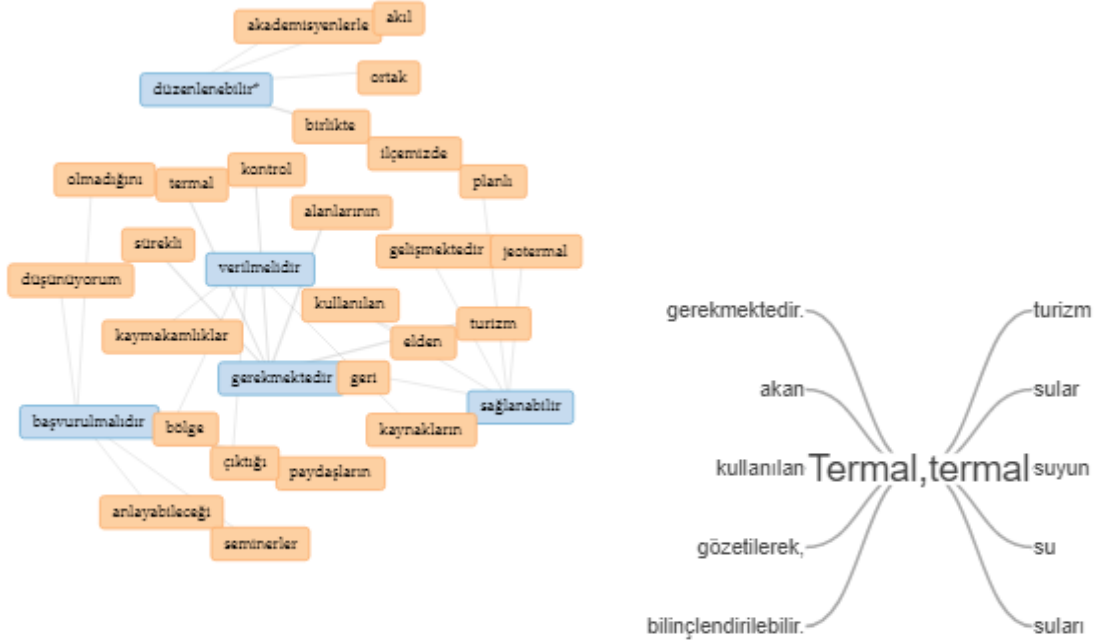 akademisyenlerle
akıl
düzenlenebilir*
ortak
birlikte
ilçemizde
planlı
olmadığını
termal
kontrol
alanlarının
sürekli
gelişmektedir
jeotermal
verilmelidir
düşünüyorum
kullanılan
turizm
kaymakamlıklar
elden
gerekmektedir
geri
sağlanabilir
başvurulmalıdır
bölge
kaynakların
çıktığı
paydaşların
anlayabileceği
seminerler
gerekmektedir.
turizm
akan
sular
kullanılan
Termal,termal
suyun
gözetilerek,
su
bilinçlendirilebilir.
suları